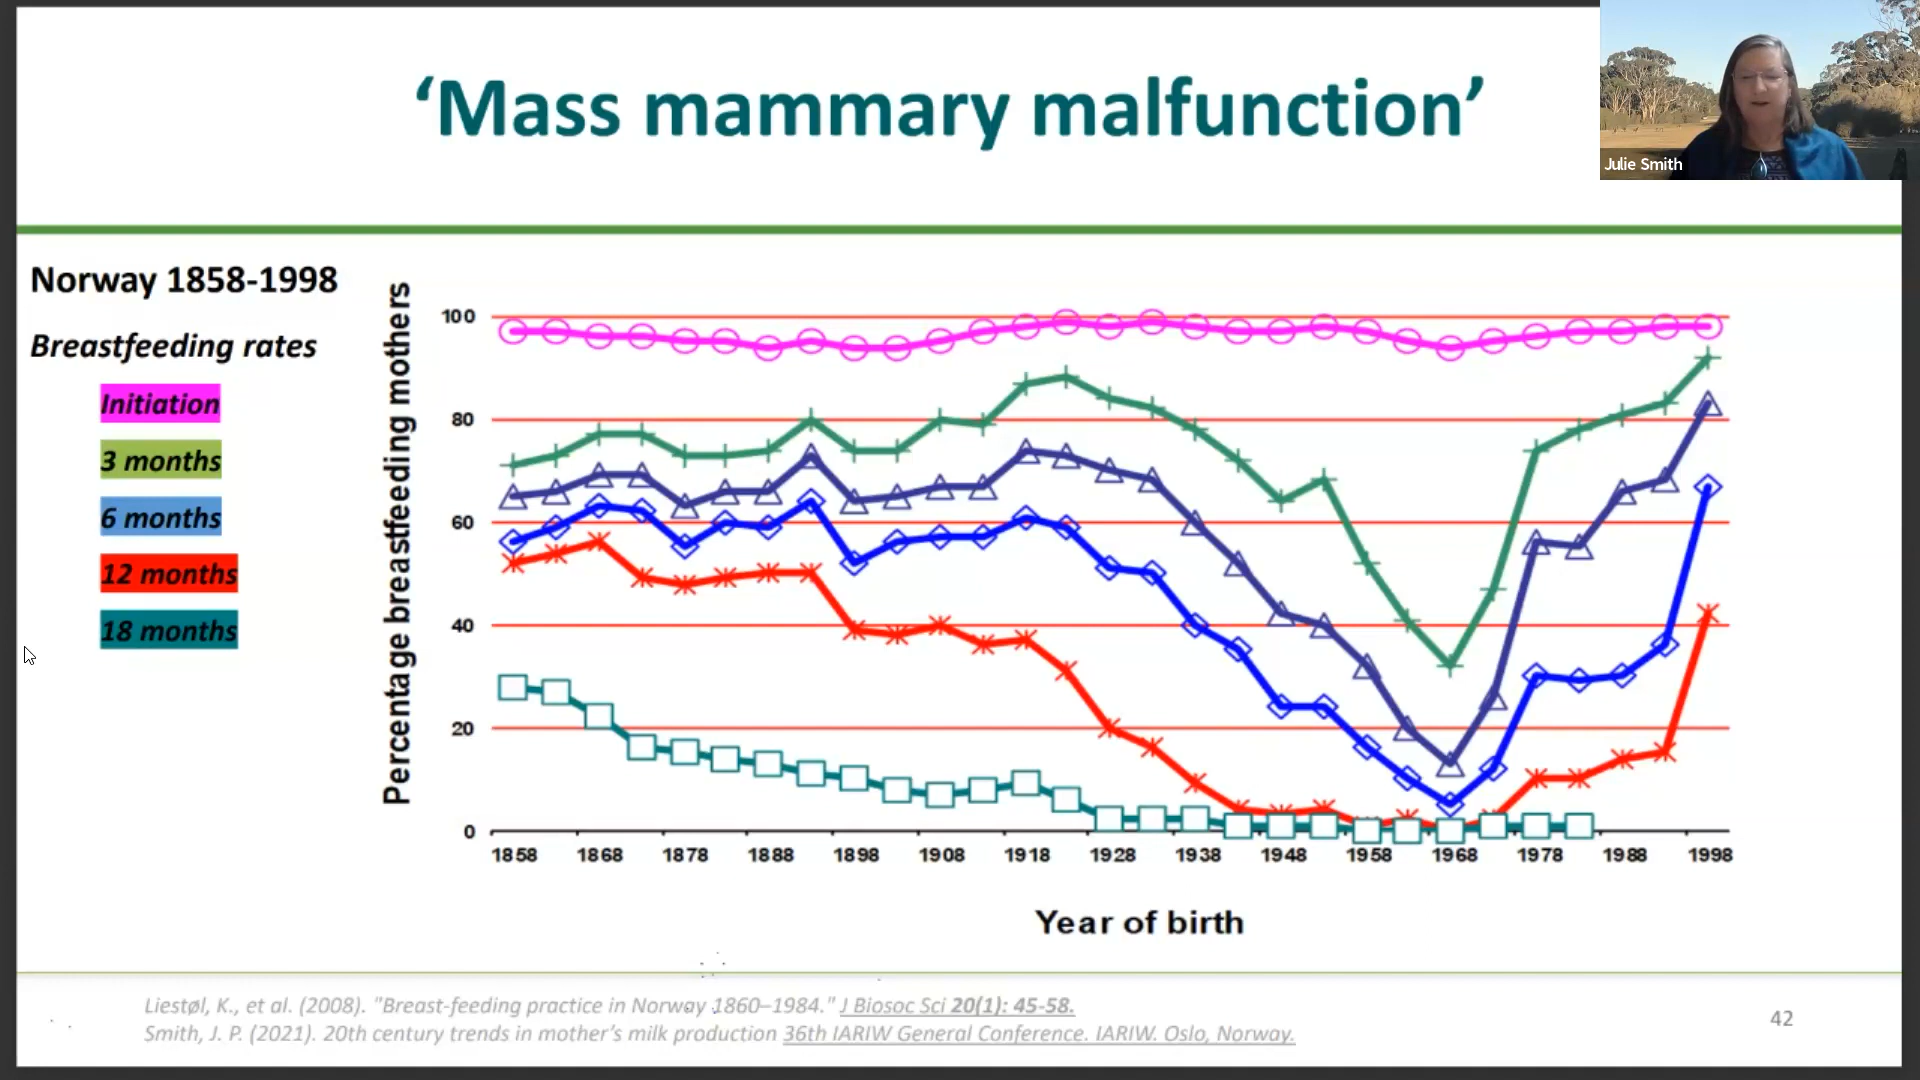 ‘Mass mammary malfunction’
Julie Smith
Norway 1858-1998
Breastfeeding rates
Initiation
3 months
6 months
12 months
18 months
Percentage breastfeeding mothers
100
80
60
40
20
0
1858 1868 1878 1888 1898 1908 1918 1928 1938 1948 1958 1968 1978 1988 1998
Year of birth
Liestøl, K., et al. (2008). "Breast-feeding practice in Norway 1860–1984." J Biosoc Sci 20(1): 45-58.
Smith, J. P. (2021). 20th century trends in mother’s milk production 36th IARIW General Conference. IARIW. Oslo, Norway.
42